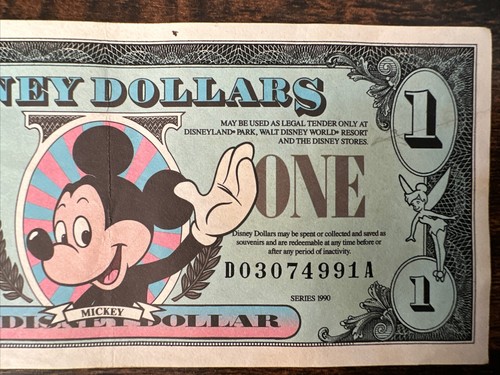 NEY DOLLARS
MAY BE USED AS LEGAL TENDER ONLY AT
DISNEYLAND® PARK, WALT DISNEY WORLD® RESORT
AND THE DISNEY STORES.
1
ONE
Disney Dollars may be spent or collected and saved as
souvenirs and are redeemable at any time before or
after any period of inactivity.
D03074991A
SERIES 1990
1
MICKEY
DISNEY DOLLAR